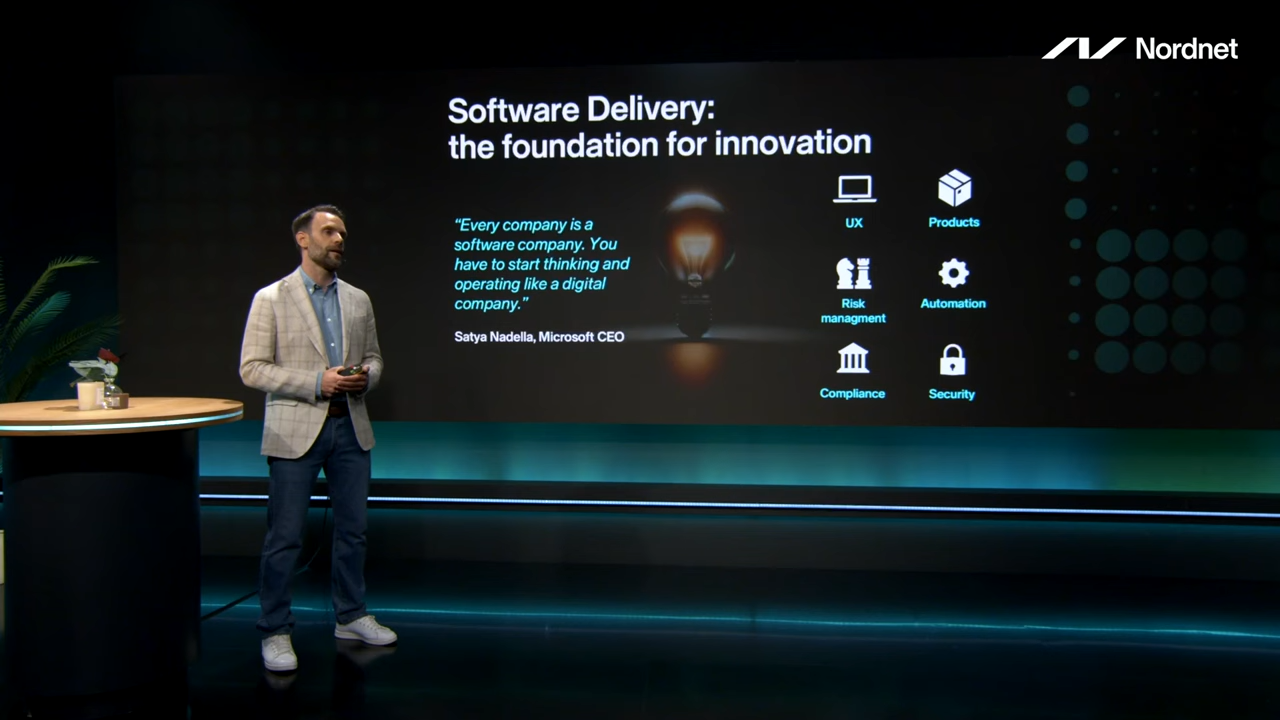 Nordnet
Software Delivery:
the foundation for innovation
“Every company is a
software company. You
have to start thinking and
operating like a digital
company.”
Satya Nadella, Microsoft CEO
UX
Products
Risk
managment
Automation
Compliance
Security